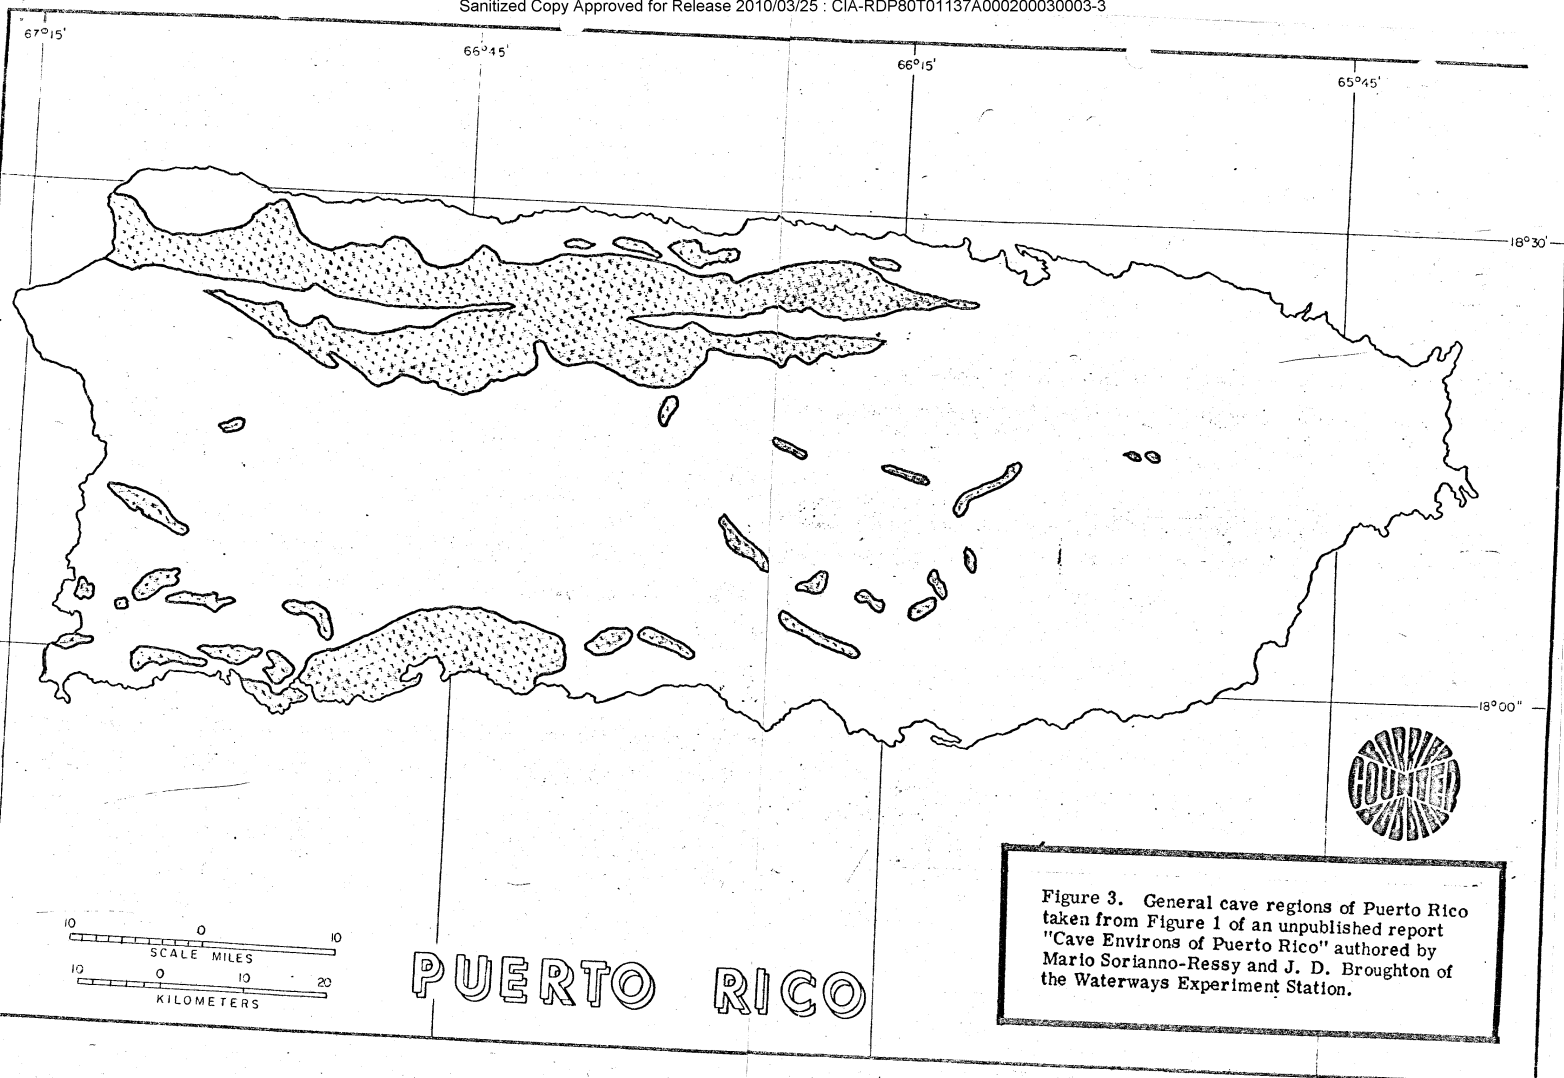 Sanitized Copy Approved for Release 2010/03/25 : CIA-RDP80T01137A000200030003-3
67°15'
66°45'
66°15'
65°45'
18°30'
18°00"
COUNTER
Figure 3. General cave regions of Puerto Rico
taken from Figure 1 of an unpublished report
"Cave Environs of Puerto Rico" authored by
Mario Sorianno-Ressy and J. D. Broughton of
the Waterways Experiment Station.
10 0 10
SCALE MILES
10 0 10 20
KILOMETERS
PUERTO RICO